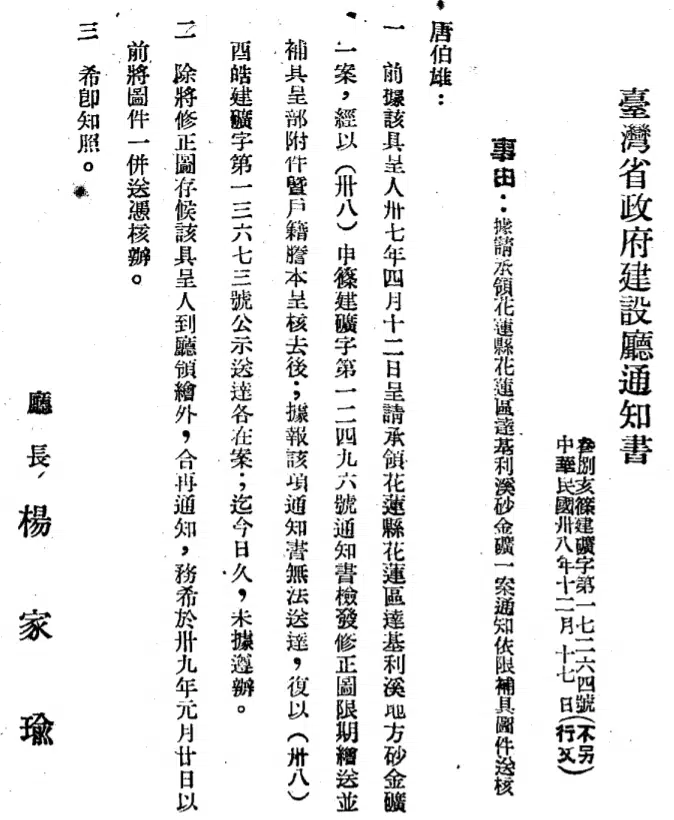 臺灣省政府建設廳通知書
叁捌亥篠建礦字第一七二六四號(不另行文)
中華民國卅八年十二月十七日
事由:據請承領花蓮縣花蓮區達基利溪砂金礦一案通知依限補具圖件送核
唐伯雄:
一 前據該具呈人卅七年四月十二日呈請承領花蓮縣花蓮區達基利溪地方砂金礦
一案,經以(卅八)申篠建礦字第一二四九六號通知書檢發修正圖限期繪送並
補具呈部附件暨戶籍謄本呈核去後;據報該項通知書無法送達,復以(卅八)
酉皓建礦字第一三六七三號公示送達各在案;迄今日久,未據遵辦。
二 除將修正圖存候該具呈人到廳領繪外,合再通知,務希於卅九年元月廿日以
前將圖件一併送憑核辦。
三 希卽知照。
廳長 楊家瑜